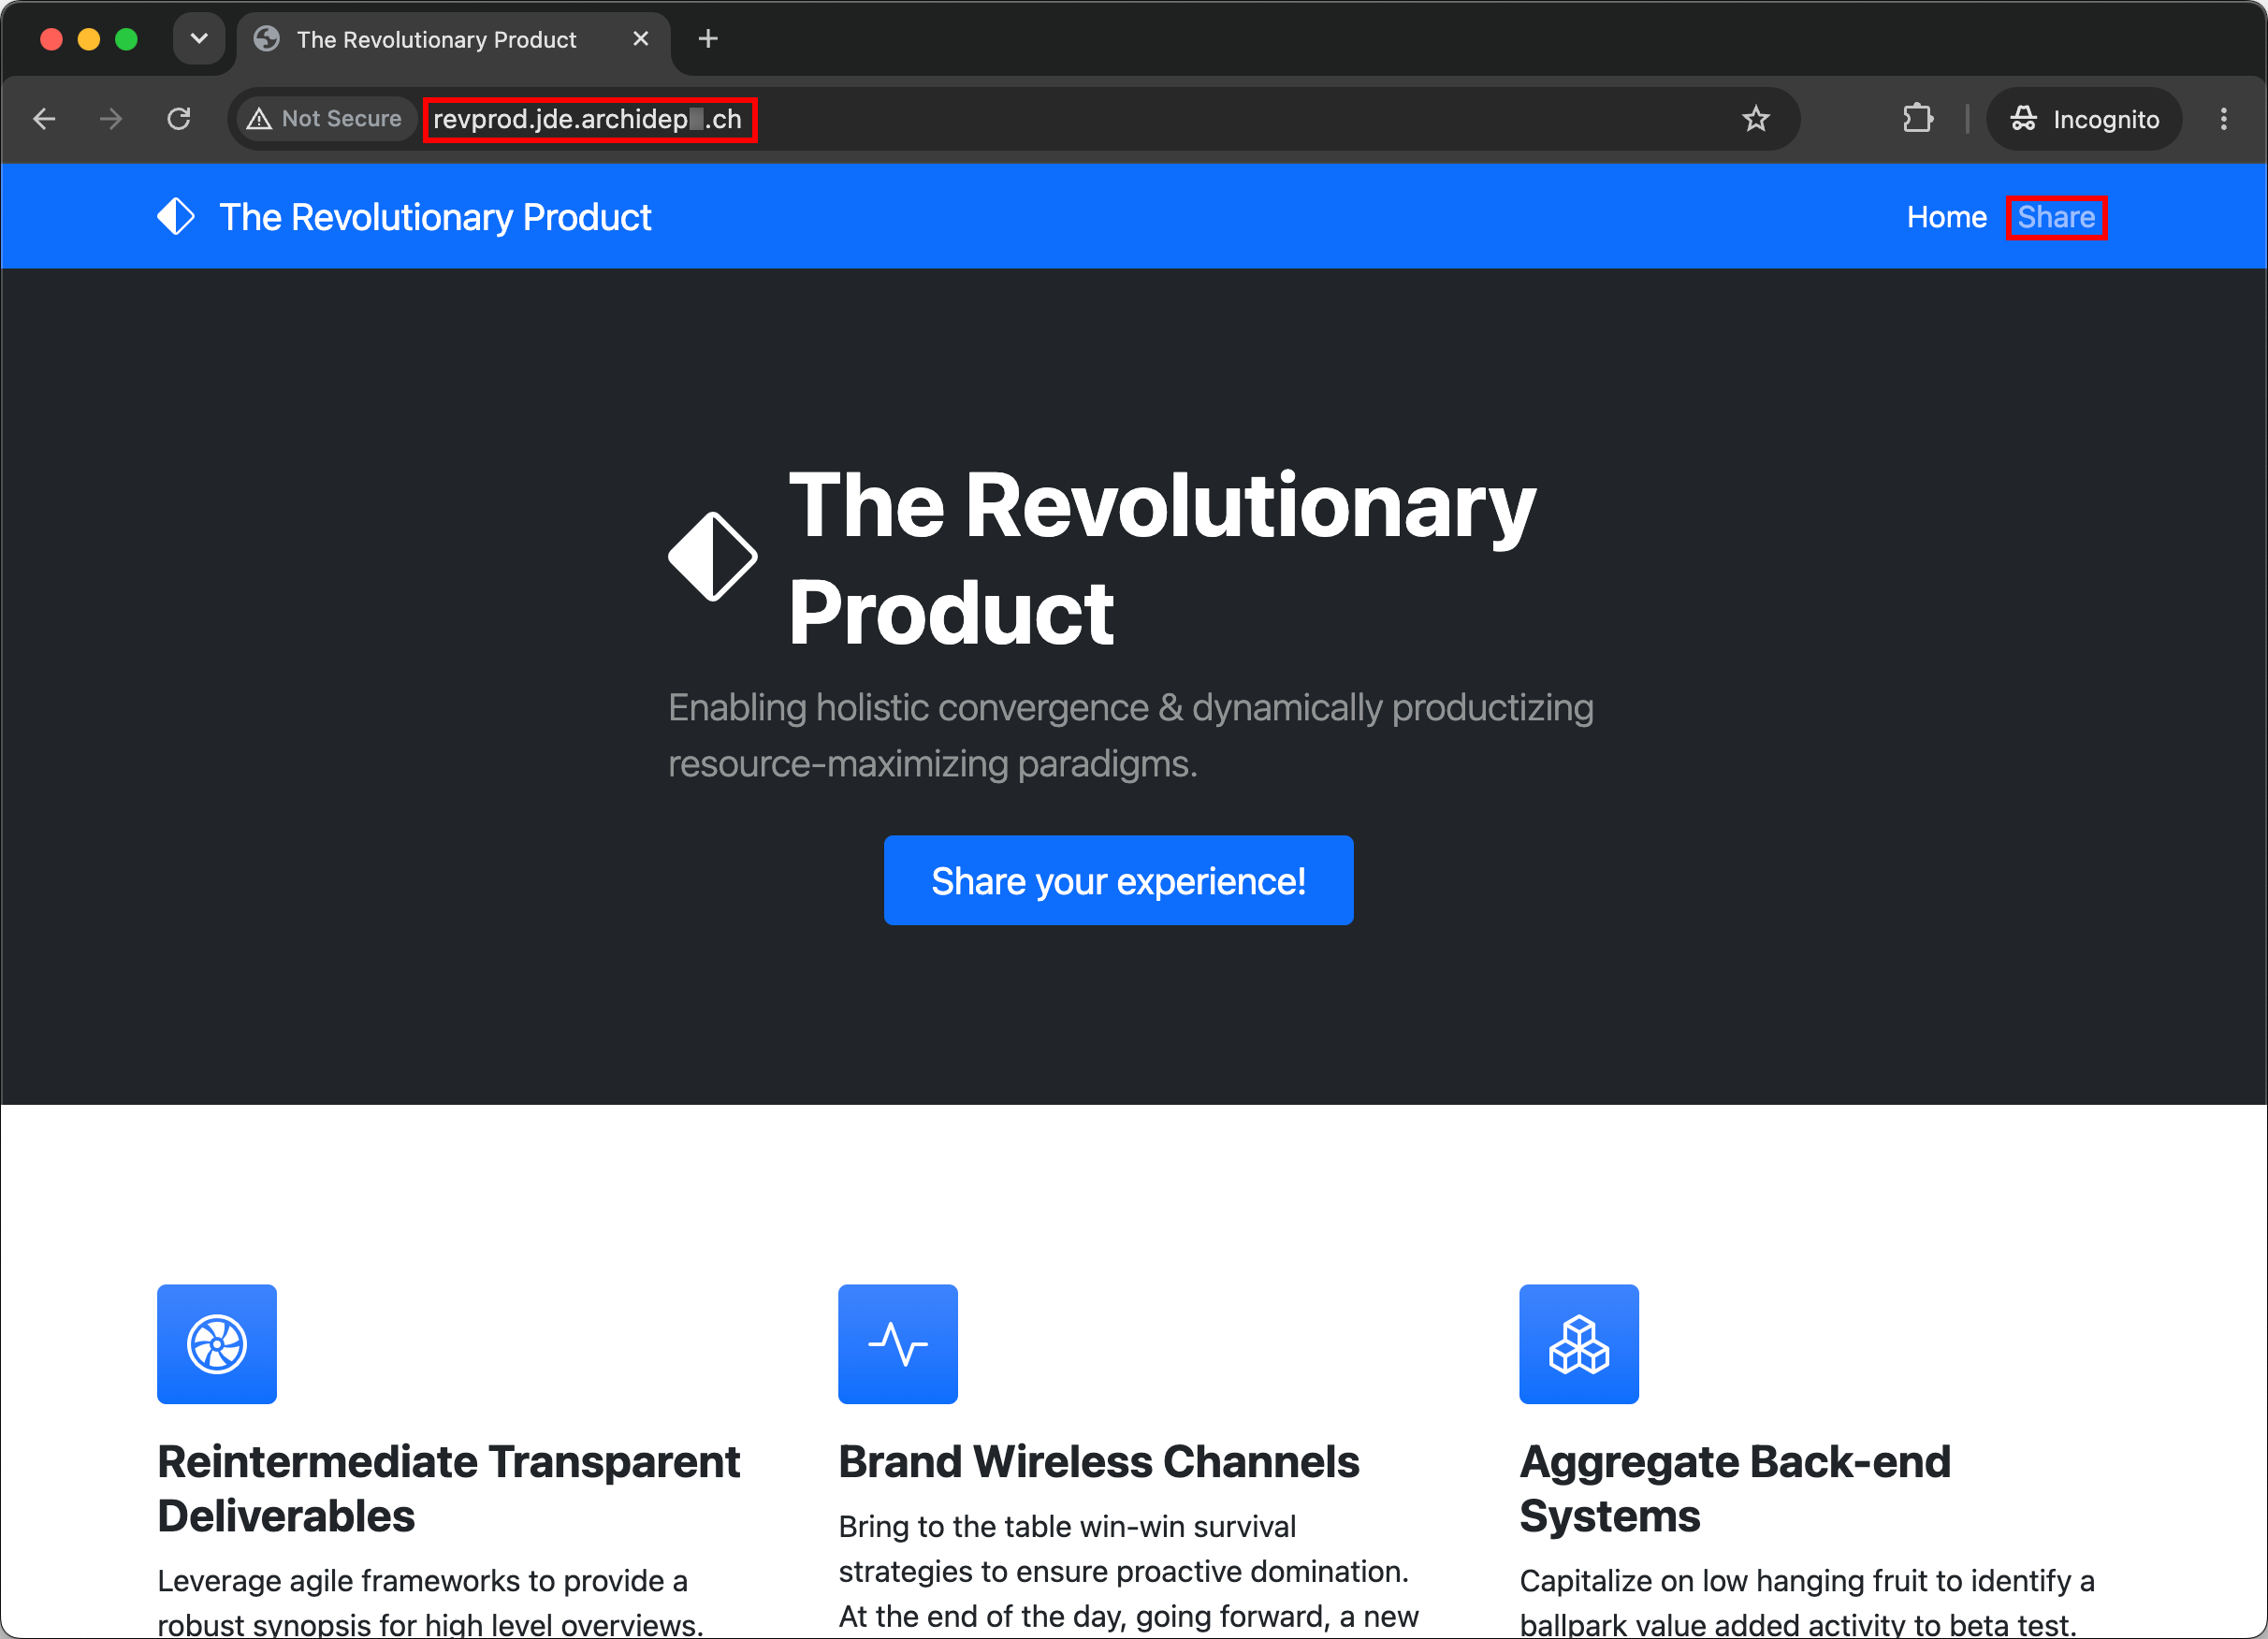 The Revolutionary Product
Not Secure
revprod.jde.archidep .ch
Incognito
The Revolutionary Product
Home
Share
The Revolutionary
Product
Enabling holistic convergence & dynamically productizing
resource-maximizing paradigms.
Share your experience!
Reintermediate Transparent
Deliverables
Leverage agile frameworks to provide a
robust synopsis for high level overviews.
Brand Wireless Channels
Bring to the table win-win survival
strategies to ensure proactive domination.
At the end of the day, going forward, a new
Aggregate Back-end
Systems
Capitalize on low hanging fruit to identify a
ballpark value added activity to beta test.